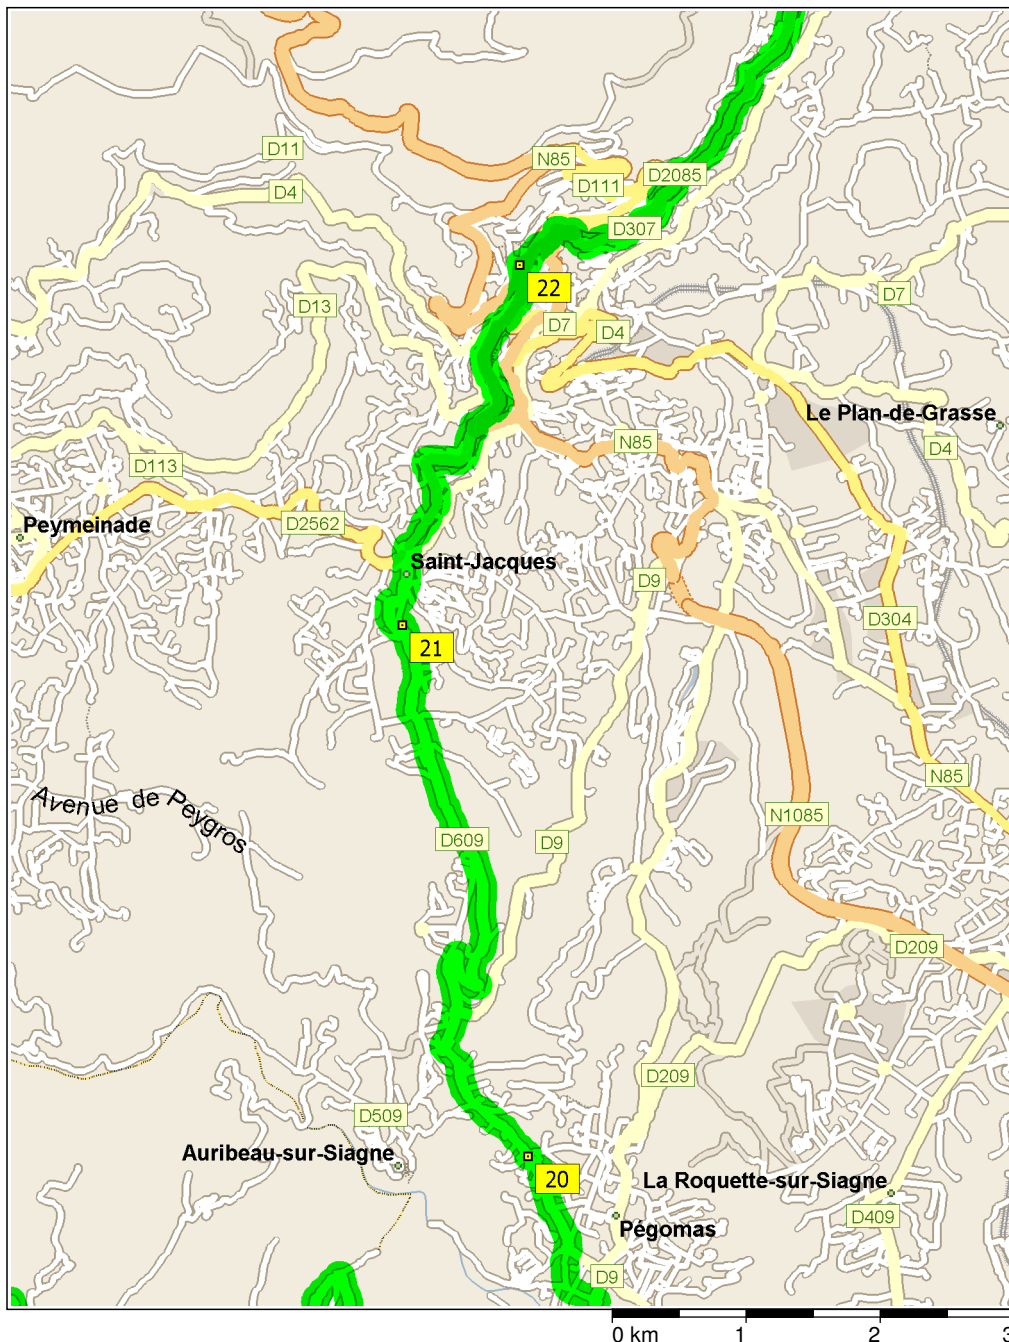 D11
N85
D2085
D111
D4
D307
22
D7
D13
D7
D4
Le Plan-de-Grasse
N85
D4
D113
D2562
Peymeinade
Saint-Jacques
D9
D304
21
N85
Avenue de Peygros
N1085
D609
D9
D209
D209
D509
Auribeau-sur-Siagne
20
La Roquette-sur-Siagne
D409
Pégomas
D9
0 km 1 2 3